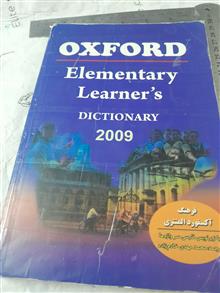 OXFORD
Elementary
Learner's
DICTIONARY
2009
فرهنگ
آکسفورد المنتری